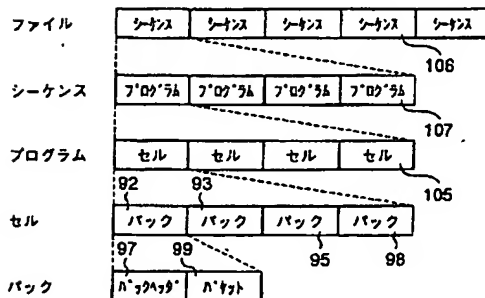 ファイル シーケンス シーケンス シーケンス シーケンス シーケンス
106
シーケンス プログラム プログラム プログラム プログラム
107
プログラム セル セル セル セル
105
92 93
セル パック パック パック パック
97 99 95 98
パック パックヘッダ パケット